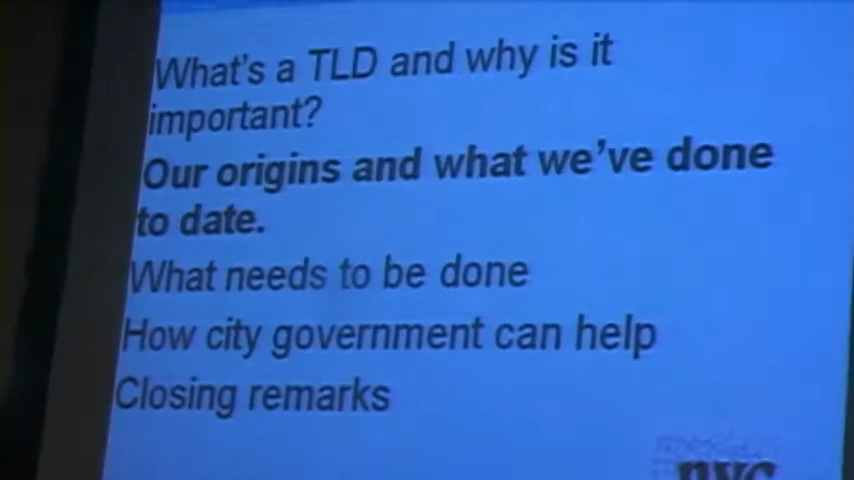 What's a TLD and why is it
important?
Our origins and what we've done
to date.
What needs to be done
How city government can help
Closing remarks
nyc